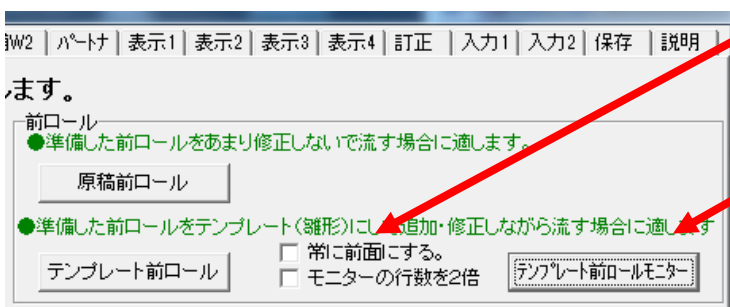 W2 パートナ 表示1 表示2 表示3 表示4 訂正 入力1 入力2 保存 説明
ます。
前ロール
●準備した前ロールをあまり修正しないで流す場合に適します。
原稿前ロール
●準備した前ロールをテンプレート(雛形)にして追加・修正しながら流す場合に適します
常に前面にする。
モニターの行数を2倍
テンプレート前ロール
テンプレート前ロールモニター